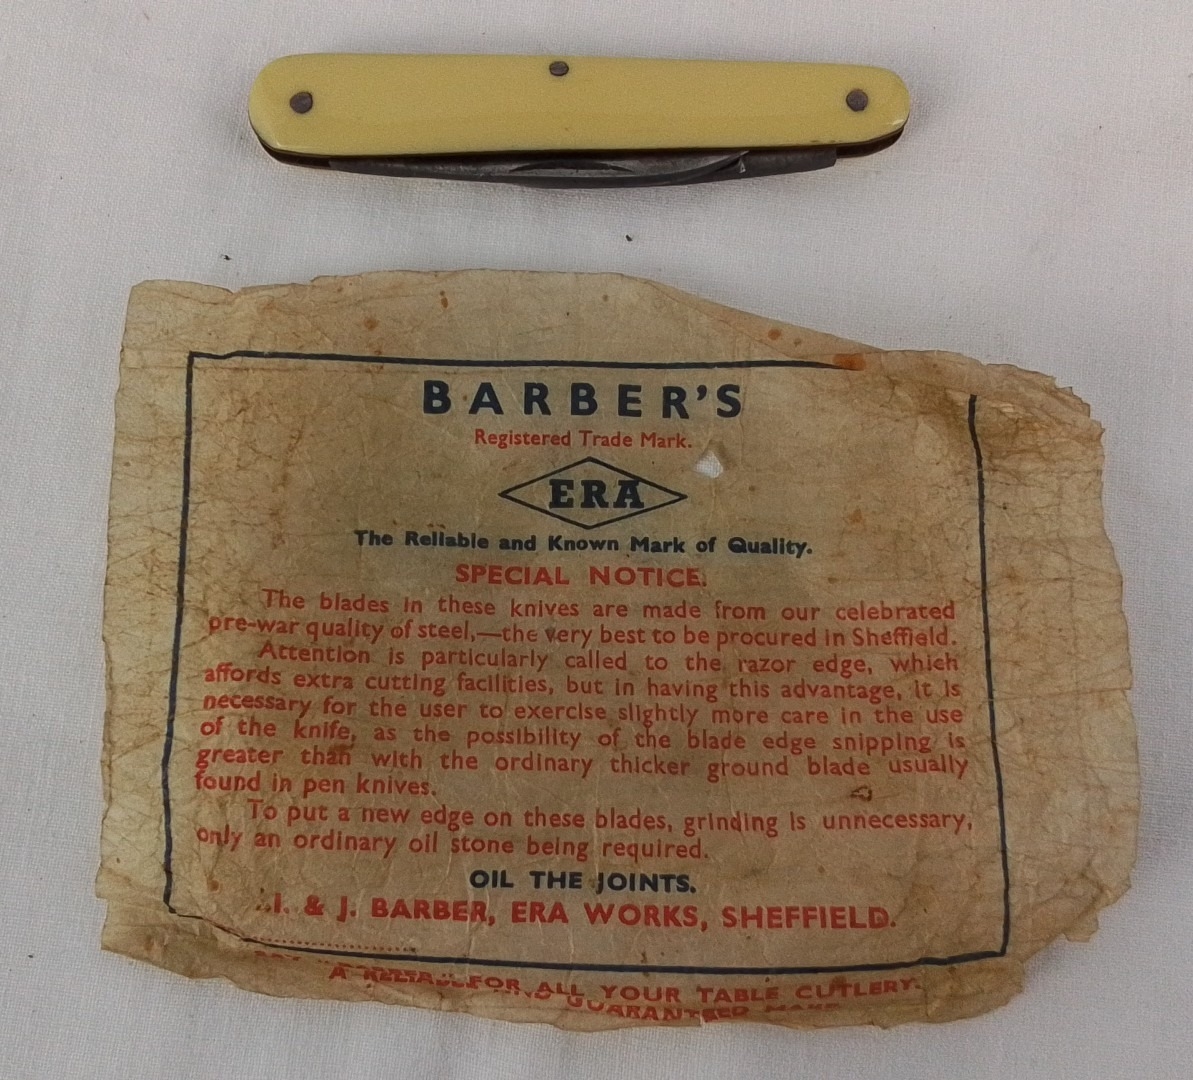 BARBER'S
Registered Trade Mark.
ERA
The Reliable and Known Mark of Quality.
SPECIAL NOTICE.
The blades in these knives are made from our celebrated
pre-war quality of steel,—the very best to be procured in Sheffield.
Attention is particularly called to the razor edge, which
affords extra cutting facilities, but in having this advantage, it is
necessary for the user to exercise slightly more care in the use
of the knife, as the possibility of the blade edge snipping is
greater than with the ordinary thicker ground blade usually
found in pen knives.
To put a new edge on these blades, grinding is unnecessary,
only an ordinary oil stone being required.
OIL THE JOINTS.
& J. BARBER, ERA WORKS, SHEFFIELD.
FOR ALL YOUR TABLE CUTLERY.
A GUARANTEED MARK